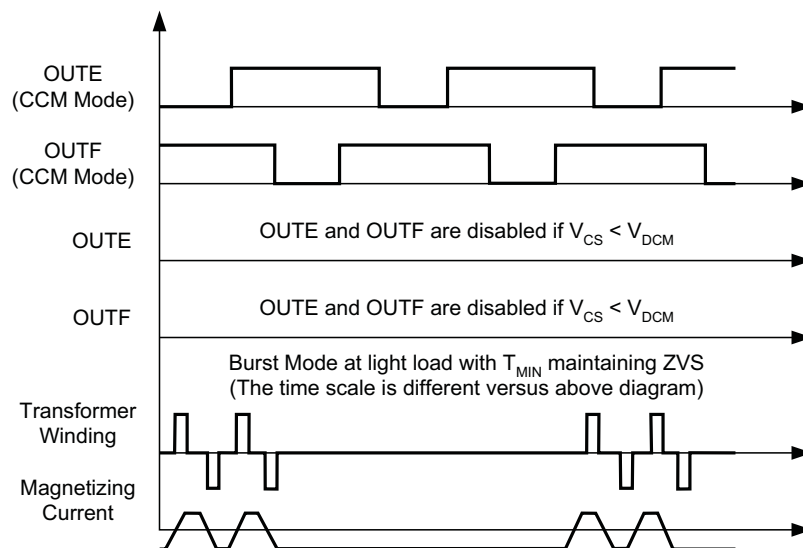 OUTE
(CCM Mode)
OUTF
(CCM Mode)
OUTE
OUTE and OUTF are disabled if V_CS < V_DCM
OUTF
OUTE and OUTF are disabled if V_CS < V_DCM
Burst Mode at light load with T_MIN maintaining ZVS
(The time scale is different versus above diagram)
Transformer
Winding
Magnetizing
Current